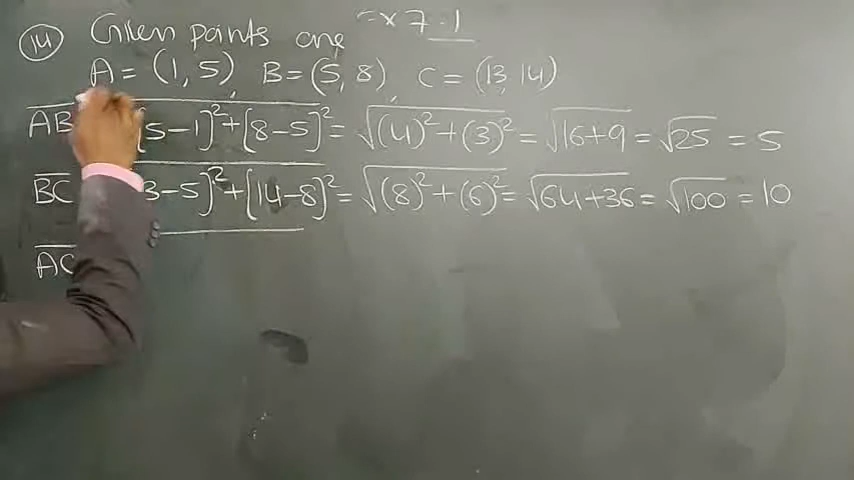 Ex 7.1
(14) Given points are
A = (1, 5), B = (5, 8), C = (13, 14)
AB 5-1]²+[8-5]² = √(4)²+(3)² = √16+9 = √25 = 5
BC 3-5]²+[14-8]² = √(8)²+(6)² = √64+36 = √100 = 10
AC